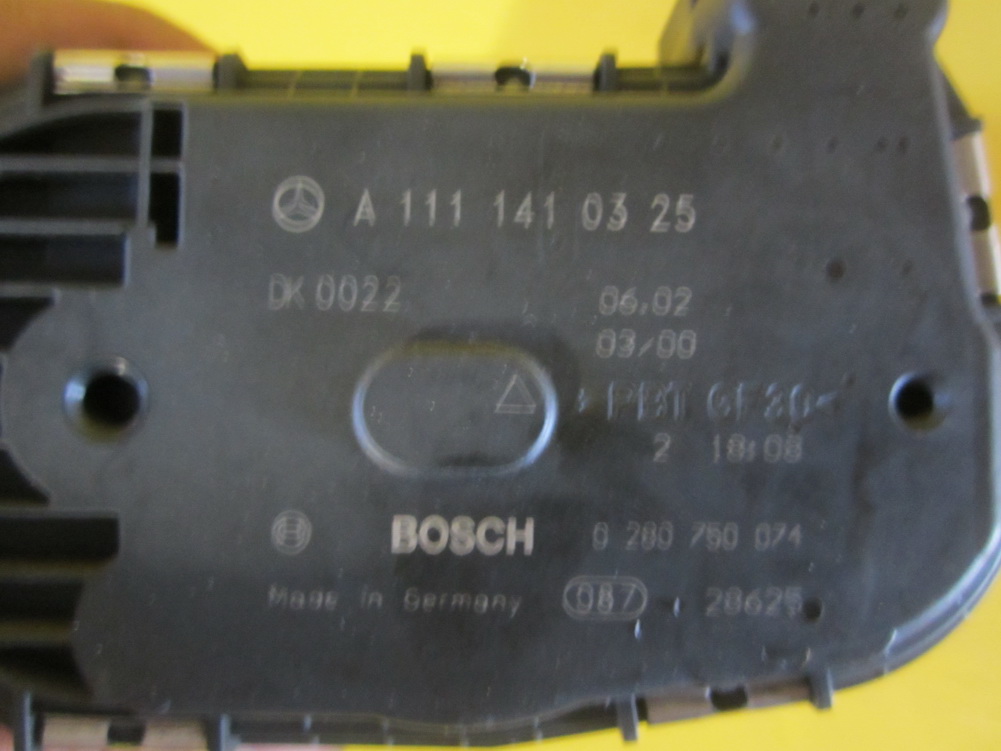 A 111 141 03 25
DK 0022
06.02
03/00
>PBT GF30<
2 18:08
BOSCH 0 280 750 074
Made in Germany 087 28625